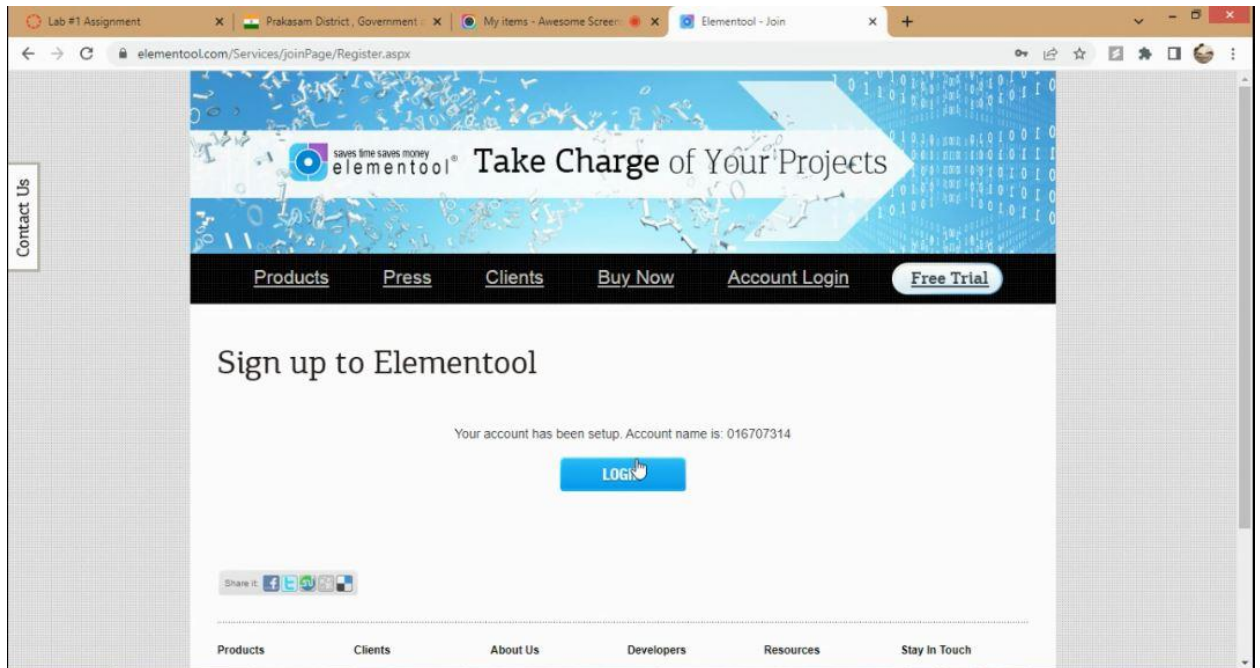 Lab #1 Assignment
Prakasam District, Government
My items - Awesome Screen
Elementool - Join
elementool.com/Services/joinPage/Register.aspx
Contact Us
saves time saves money
elementool®
Take Charge of Your Projects
Products Press Clients Buy Now Account Login Free Trial
Sign up to Elementool
Your account has been setup. Account name is: 016707314
LOGIN
Share it:
Products Clients About Us Developers Resources Stay In Touch